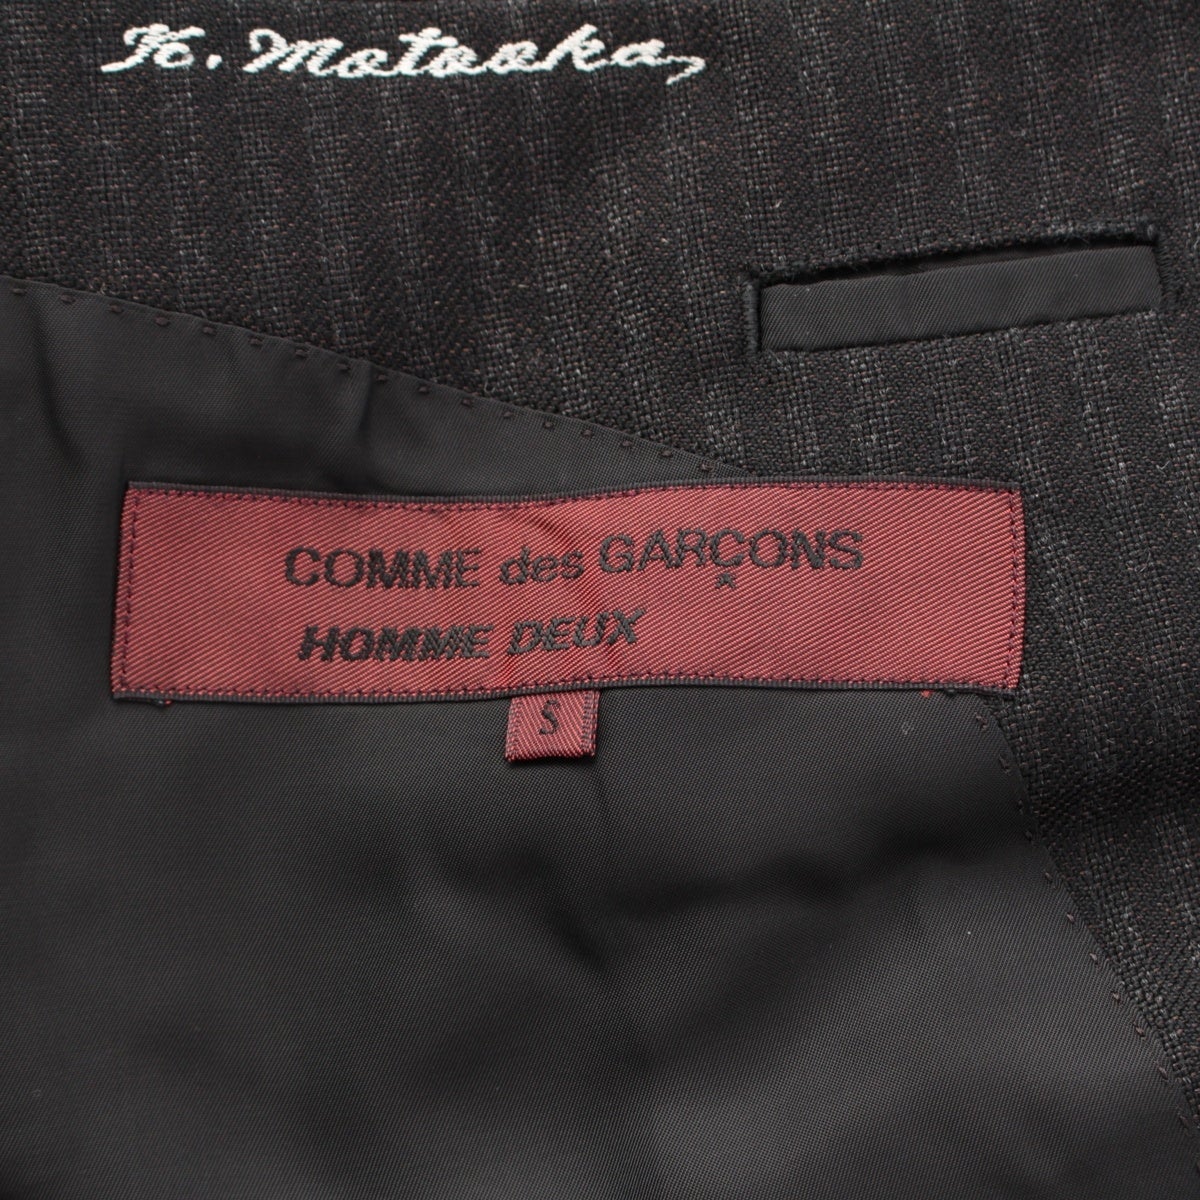 K. Motooka
COMME des GARÇONS
HOMME DEUX
S